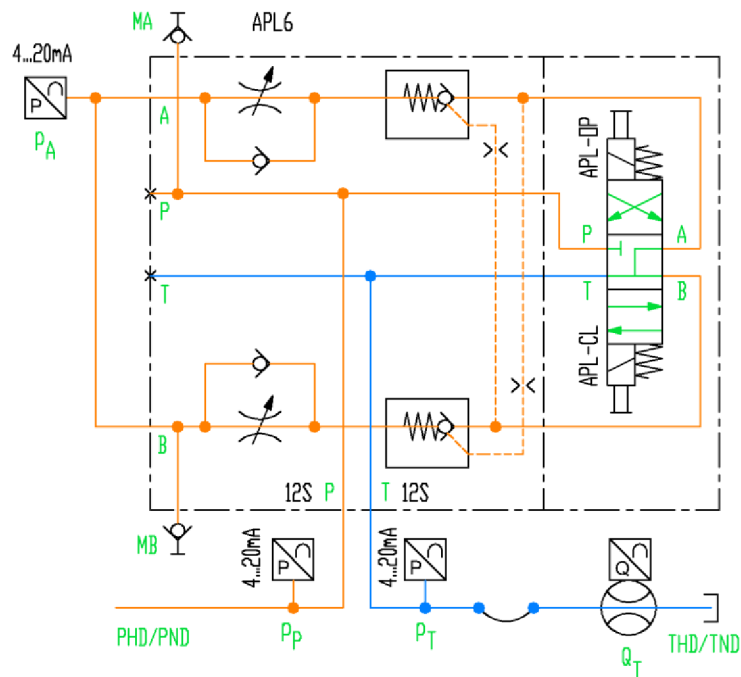 MA
APL6
4...20mA
P
pA
A
APL-OP
P
P
A
T
T
B
APL-CL
B
12S P
T 12S
MB
4...20mA
P
4...20mA
P
Q
PHD/PND
pP
pT
QT
THD/TND